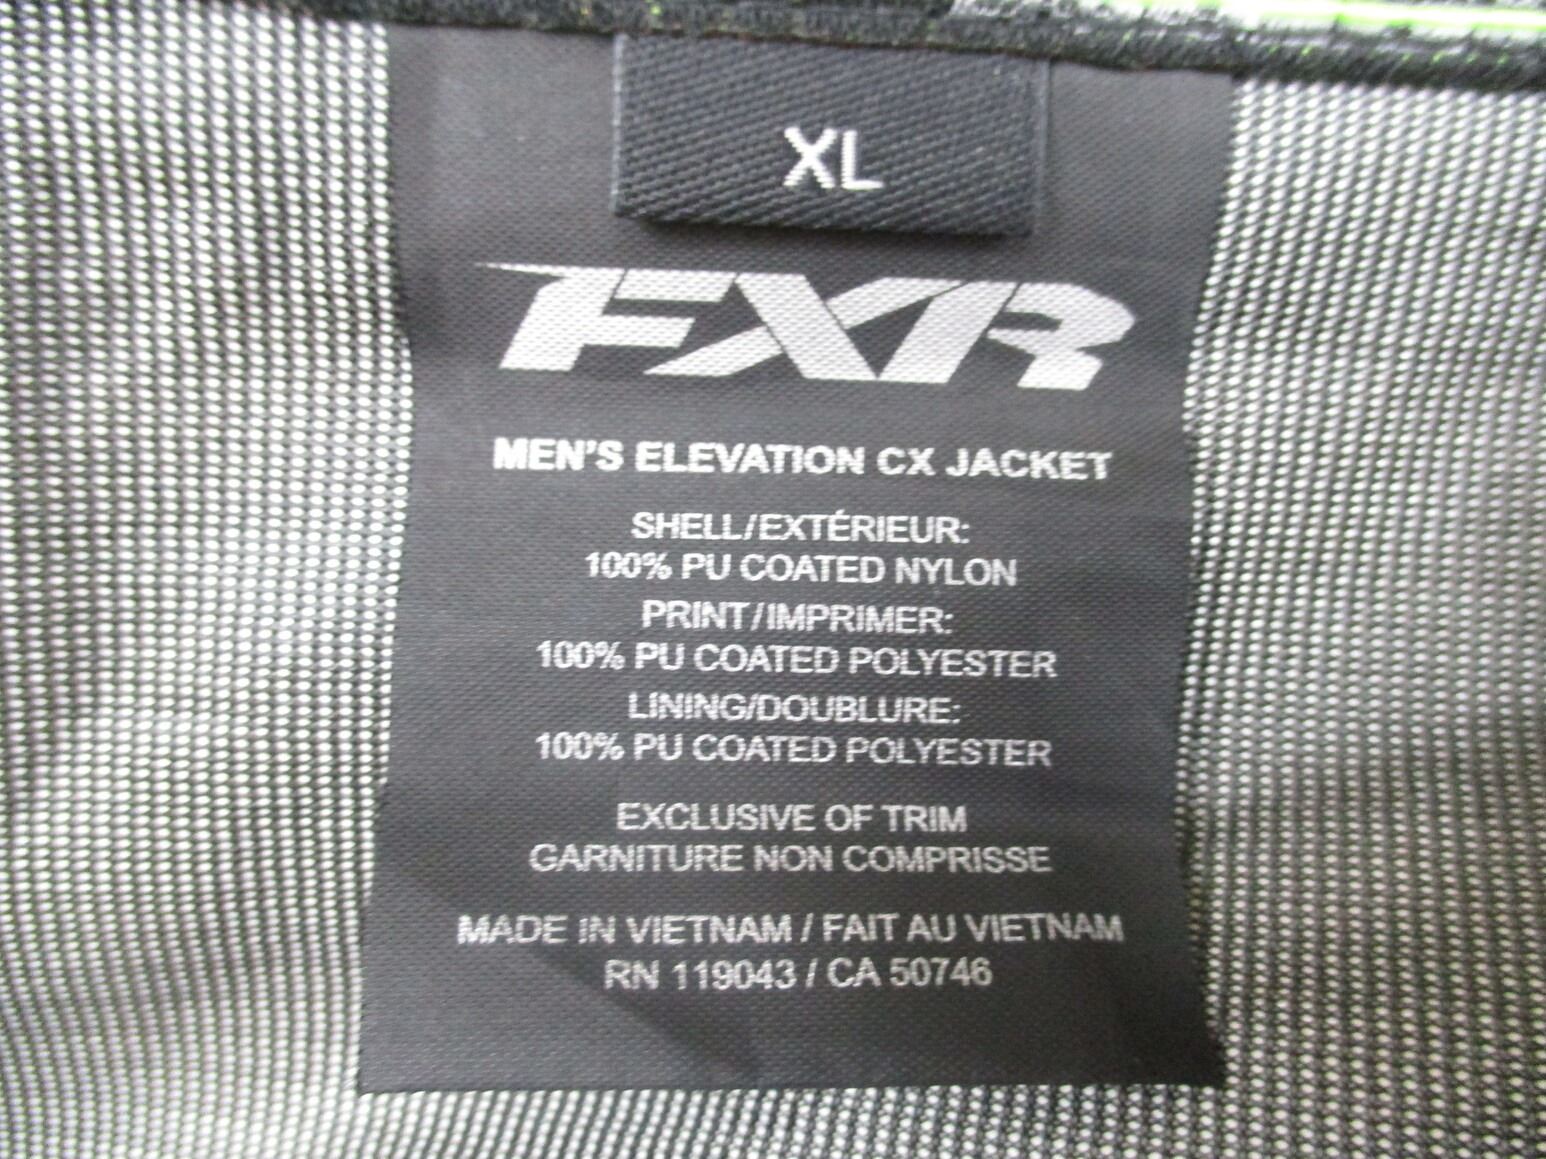 XL
FXR
MEN'S ELEVATION CX JACKET
SHELL/EXTÉRIEUR:
100% PU COATED NYLON
PRINT/IMPRIMER:
100% PU COATED POLYESTER
LINING/DOUBLURE:
100% PU COATED POLYESTER
EXCLUSIVE OF TRIM
GARNITURE NON COMPRISSE
MADE IN VIETNAM / FAIT AU VIETNAM
RN 119043 / CA 50746